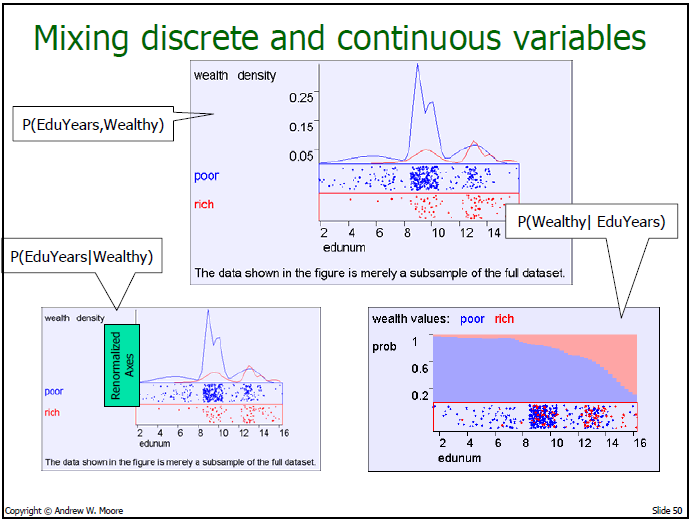 Mixing discrete and continuous variables
wealth density
0.25
0.15
0.05
P(EduYears,Wealthy)
poor
rich
2 4 6 8 10 12 14
edunum
The data shown in the figure is merely a subsample of the full dataset.
P(Wealthy| EduYears)
P(EduYears|Wealthy)
wealth density
Renormalized
Axes
poor
rich
2 4 6 8 10 12 14 16
edunum
The data shown in the figure is merely a subsample of the full dataset.
wealth values: poor rich
prob
1
0.6
0.2
2 4 6 8 10 12 14 16
edunum
Copyright © Andrew W. Moore
Slide 50